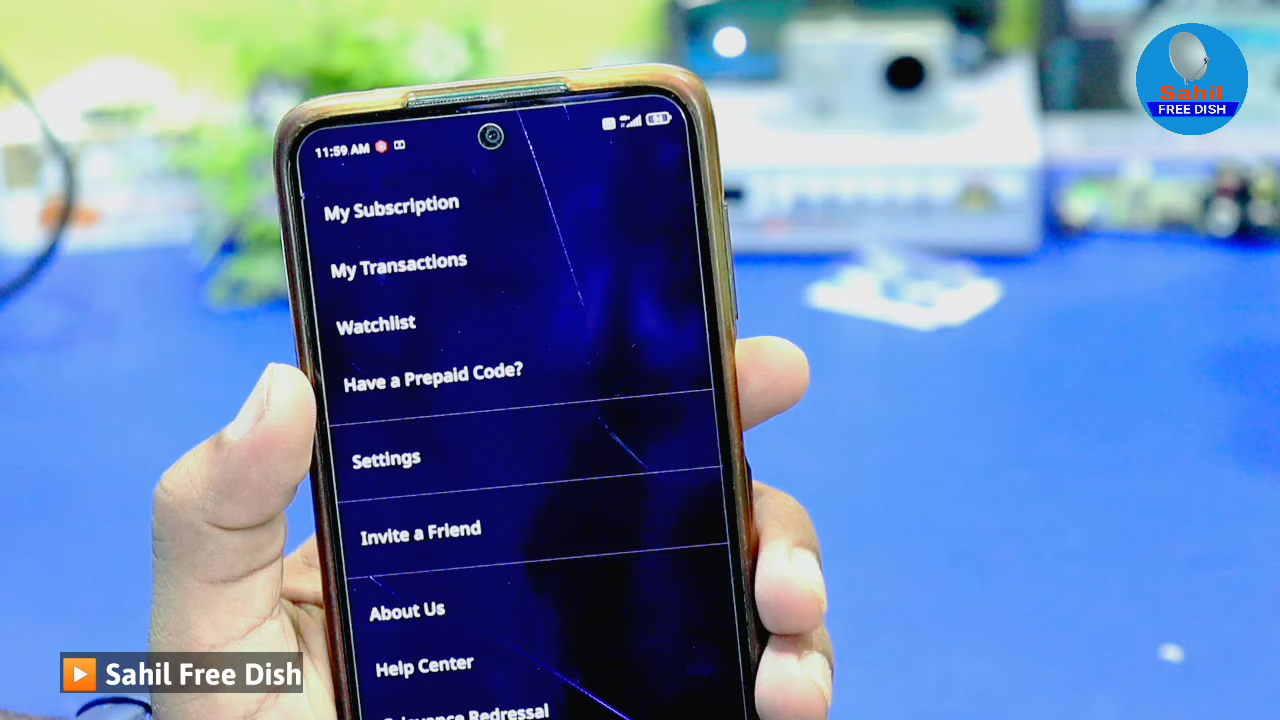 Sahil
FREE DISH
11:59 AM
My Subscription
My Transactions
Watchlist
Have a Prepaid Code?
Settings
Invite a Friend
About Us
Help Center
Grievance Redressal
Sahil Free Dish